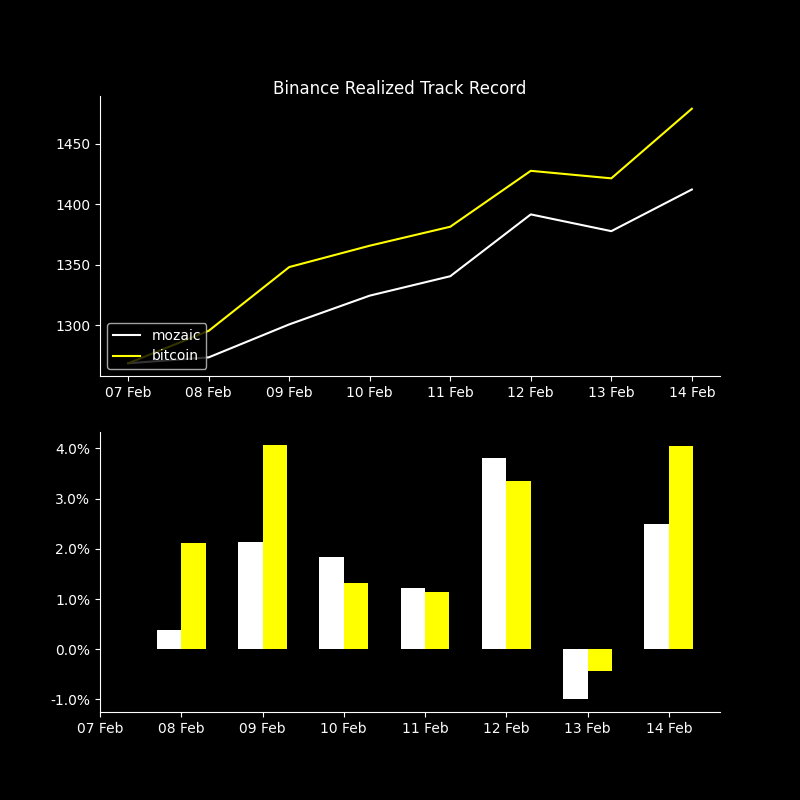 Binance Realized Track Record
1450
1400
1350
1300
mozaic
bitcoin
07 Feb 08 Feb 09 Feb 10 Feb 11 Feb 12 Feb 13 Feb 14 Feb
4.0%
3.0%
2.0%
1.0%
0.0%
-1.0%
07 Feb 08 Feb 09 Feb 10 Feb 11 Feb 12 Feb 13 Feb 14 Feb